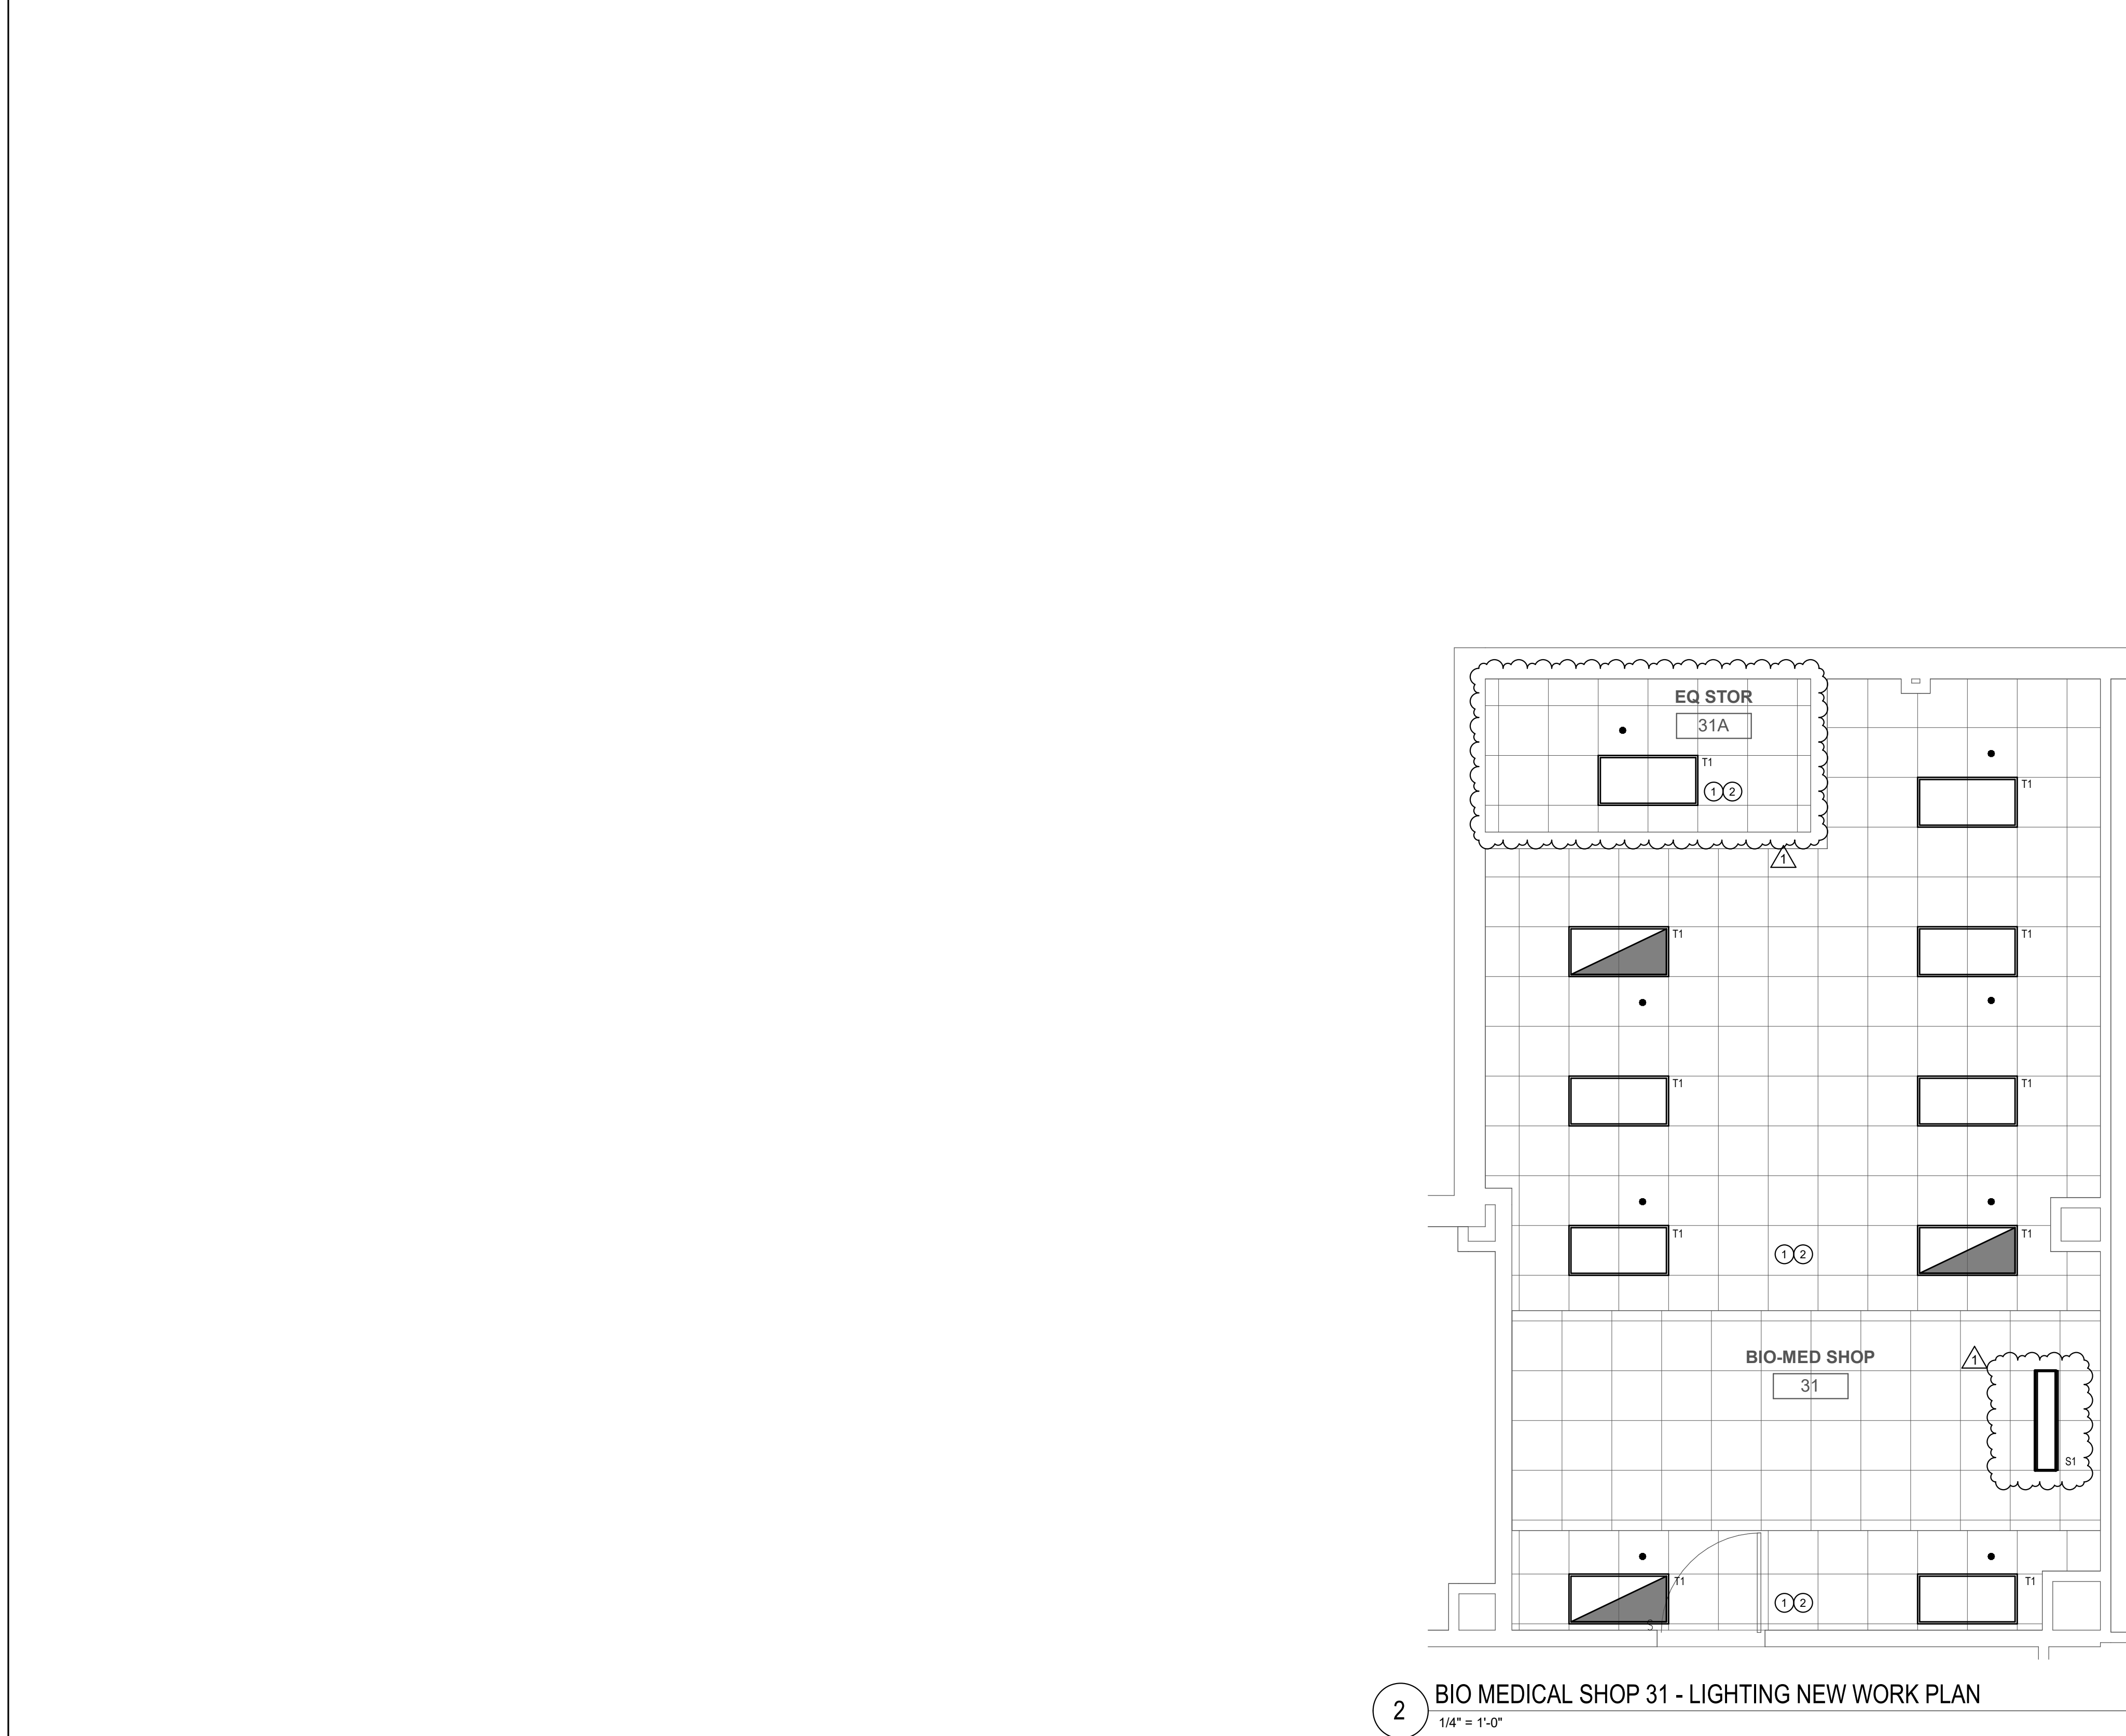 EQ STOR
31A
T1
1 2
T1
1
T1
T1
T1
T1
T1
T1
1 2
BIO-MED SHOP
31
1
S1
T1
T1
1 2
S
2
BIO MEDICAL SHOP 31 - LIGHTING NEW WORK PLAN
1/4" = 1'-0"